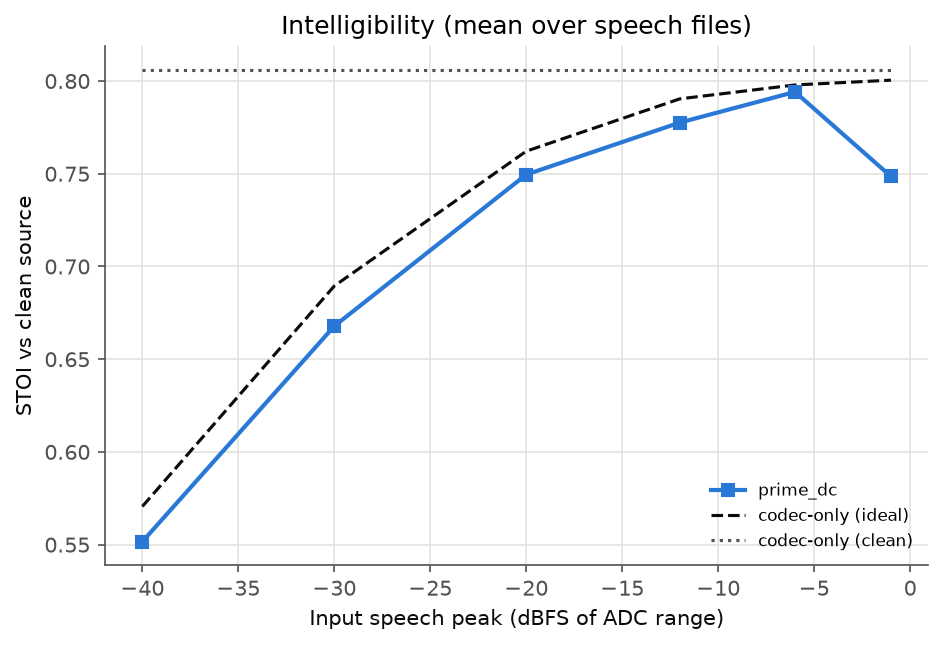 Intelligibility (mean over speech files)
STOI vs clean source
0.80
0.75
0.70
0.65
0.60
0.55
prime_dc
codec-only (ideal)
codec-only (clean)
−40 −35 −30 −25 −20 −15 −10 −5 0
Input speech peak (dBFS of ADC range)